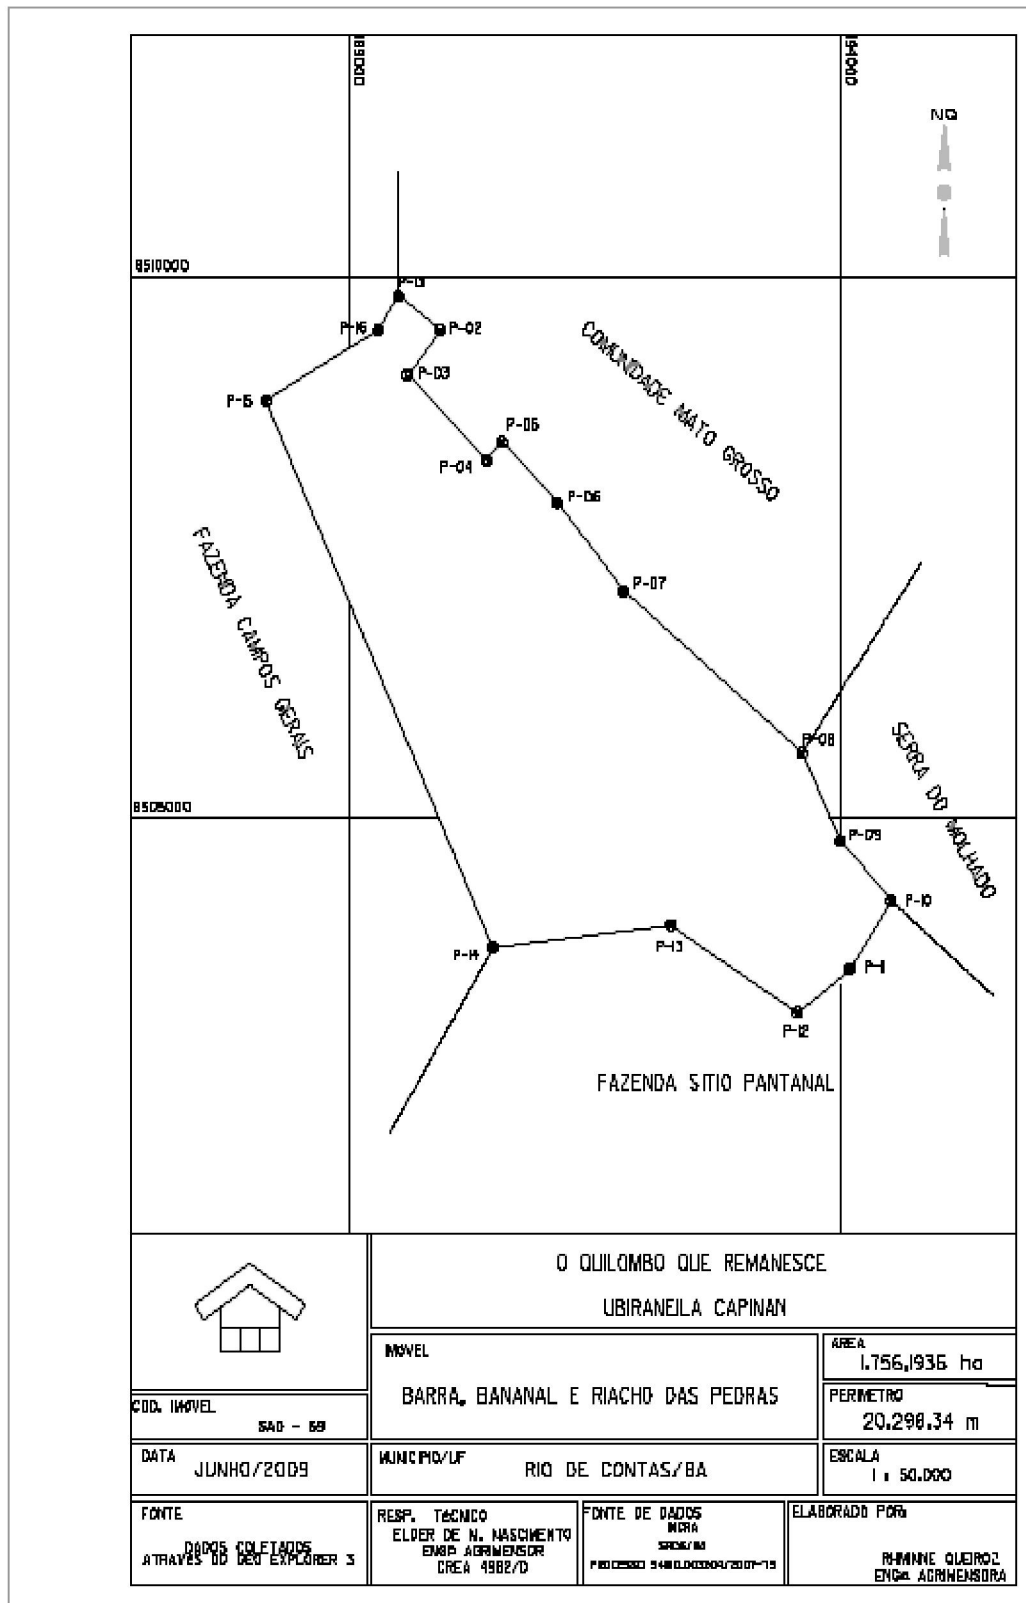 NQ
8510000
P-01
P-16
P-02
P-03
P-15
P-05
P-04
P-06
P-07
COMUNIDADE MATO GROSSO
FAZENDA CAMPOS GERAIS
P-08
SERRA DO MOLHADO
8505000
P-09
P-10
P-11
P-12
P-13
P-14
FAZENDA SITIO PANTANAL
O QUILOMBO QUE REMANESCE
UBIRANEILA CAPINAN
IMOVEL
BARRA, BANANAL E RIACHO DAS PEDRAS
AREA
1.756,1936 ha
PERIMETRO
20.298.34 m
COD. IMOVEL
SAD - 69
DATA
JUNHO/2009
MUNICIPIO/UF
RIO DE CONTAS/BA
ESCALA
1 : 50.000
FONTE
DADOS COLETADOS
ATRAVES DO GEO EXPLORER 3
RESP. TéCNICO
ELDER DE N. NASCIMENTO
ENGº AGRIMENSOR
CREA 4982/D
FONTE DE DADOS
INCRA
ELABORADO POR:
RHMINNE QUEIROZ
ENGª AGRIMENSORA